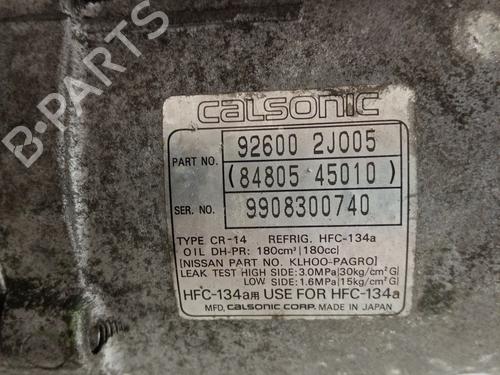 CALSONIC
PART NO. 92600 2J005
(84805 45010)
SER. NO. 9908300740
TYPE CR-14 REFRIG. HFC-134a
OIL DH-PR: 180cm³ [180cc]
[NISSAN PART NO. KLHOO-PAGRO]
LEAK TEST HIGH SIDE: 3.0MPa[30kg/cm²G]
LOW SIDE: 1.6MPa[15kg/cm²G]
HFC-134a用 USE FOR HFC-134a
MFD. CALSONIC CORP. MADE IN JAPAN
B-PARTS